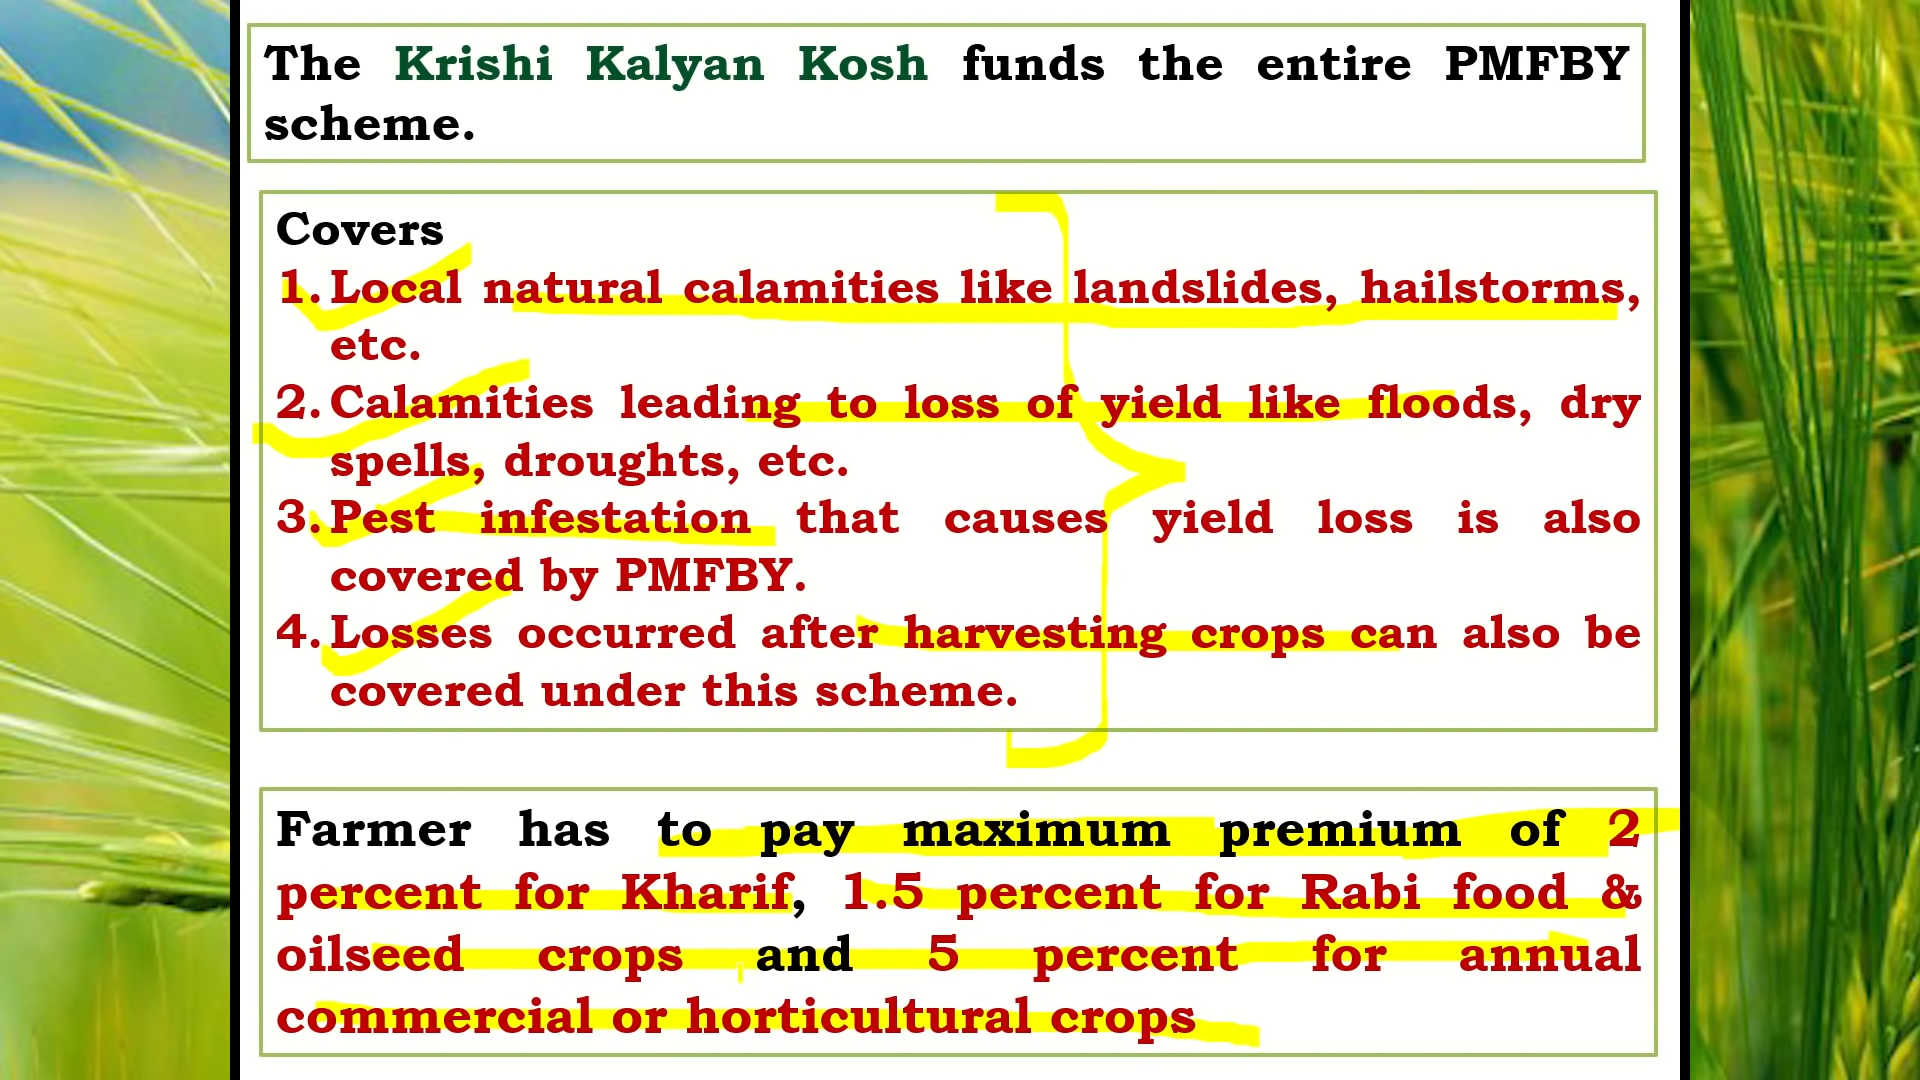 The Krishi Kalyan Kosh funds the entire PMFBY
scheme.
Covers
1. Local natural calamities like landslides, hailstorms,
etc.
2. Calamities leading to loss of yield like floods, dry
spells, droughts, etc.
3. Pest infestation that causes yield loss is also
covered by PMFBY.
4. Losses occurred after harvesting crops can also be
covered under this scheme.
Farmer has to pay maximum premium of 2
percent for Kharif, 1.5 percent for Rabi food &
oilseed crops and 5 percent for annual
commercial or horticultural crops